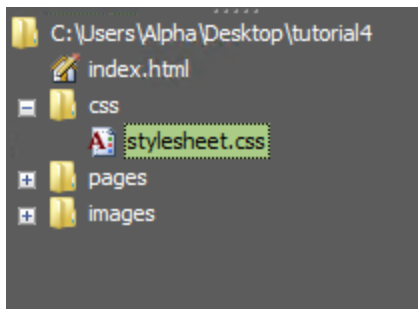 C:\Users\Alpha\Desktop\tutorial4
index.html
css
stylesheet.css
pages
images